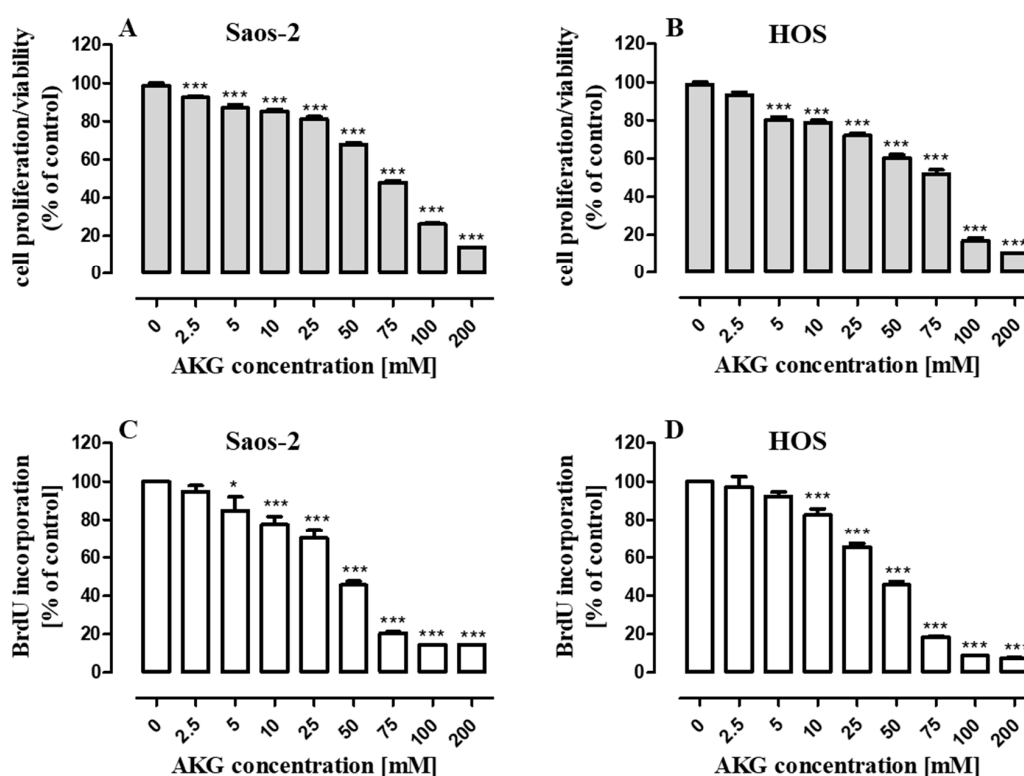 A
Saos-2
cell proliferation/viability
(% of control)
120
100
80
60
40
20
0
***
***
***
***
***
***
***
***
0 2.5 5 10 25 50 75 100 200
AKG concentration [mM]
B
HOS
cell proliferation/viability
(% of control)
120
100
80
60
40
20
0
***
***
***
***
***
***
***
0 2.5 5 10 25 50 75 100 200
AKG concentration [mM]
C
Saos-2
BrdU incorporation
[% of control]
120
100
80
60
40
20
0
*
***
***
***
***
***
***
0 2.5 5 10 25 50 75 100 200
AKG concentration [mM]
D
HOS
BrdU incorporation
[% of control]
120
100
80
60
40
20
0
***
***
***
***
***
***
0 2.5 5 10 25 50 75 100 200
AKG concentration [mM]